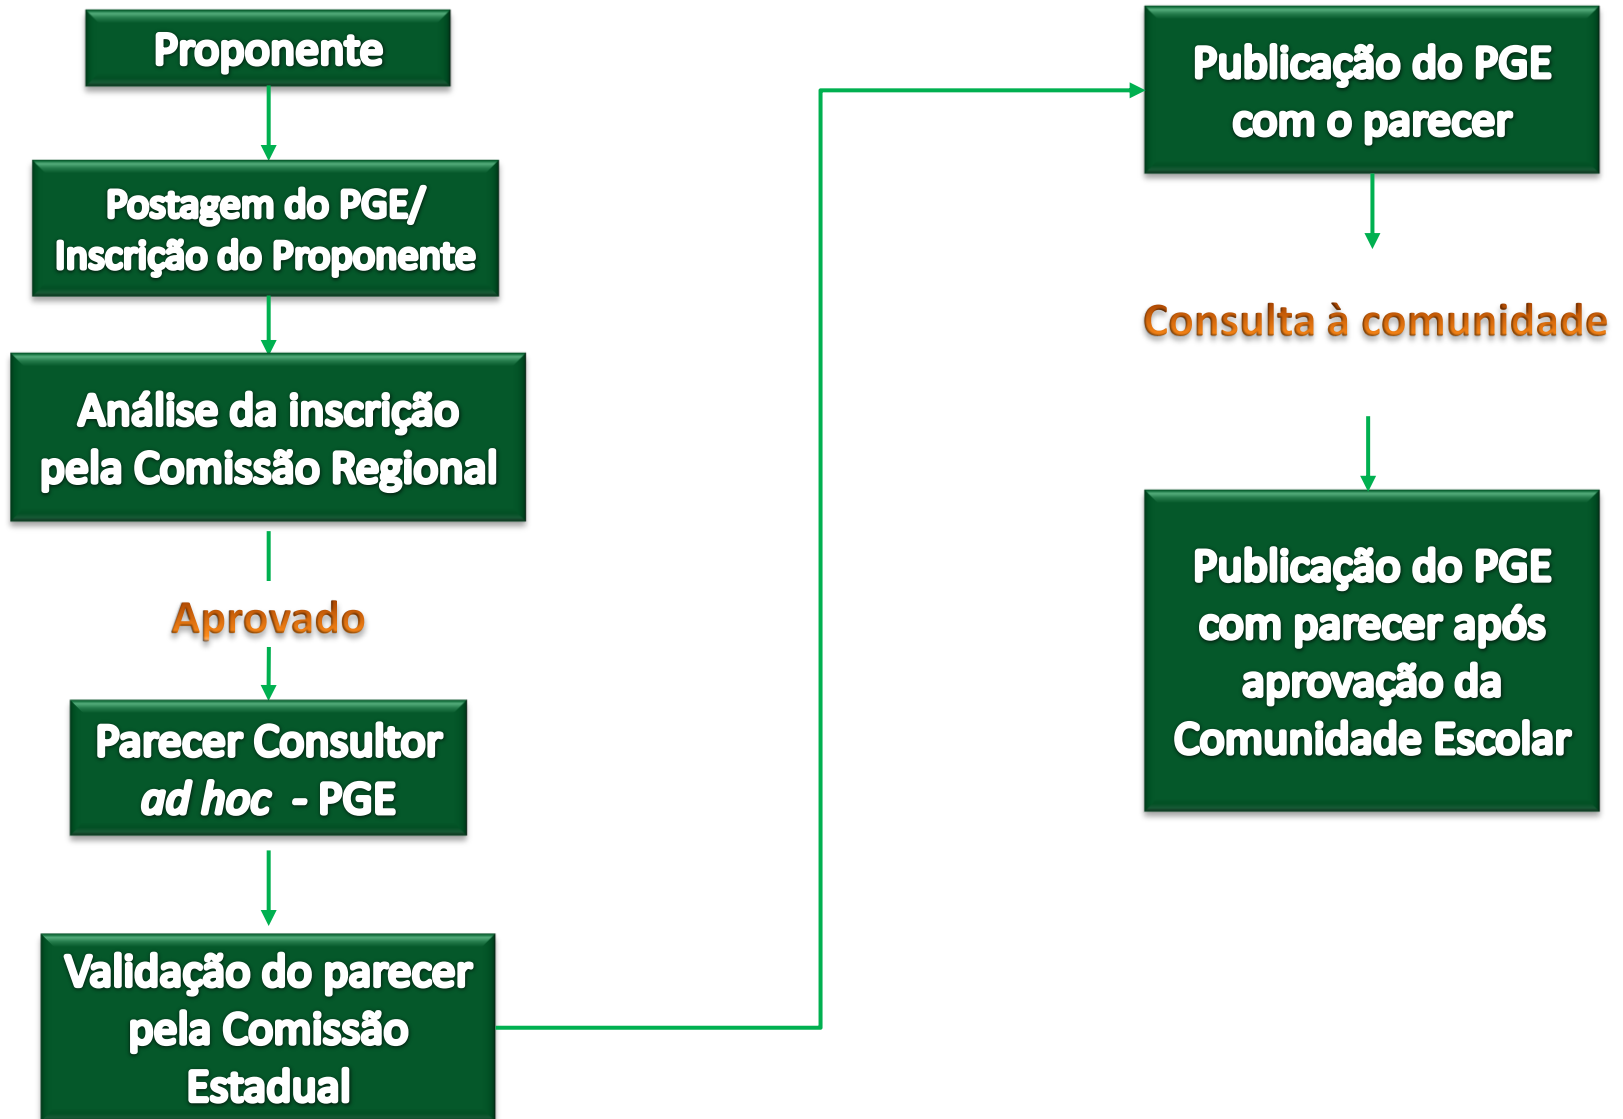 Proponente
Postagem do PGE/
Inscrição do Proponente
Análise da inscrição
pela Comissão Regional
Aprovado
Parecer Consultor
ad hoc - PGE
Validação do parecer
pela Comissão
Estadual
Publicação do PGE
com o parecer
Consulta à comunidade
Publicação do PGE
com parecer após
aprovação da
Comunidade Escolar